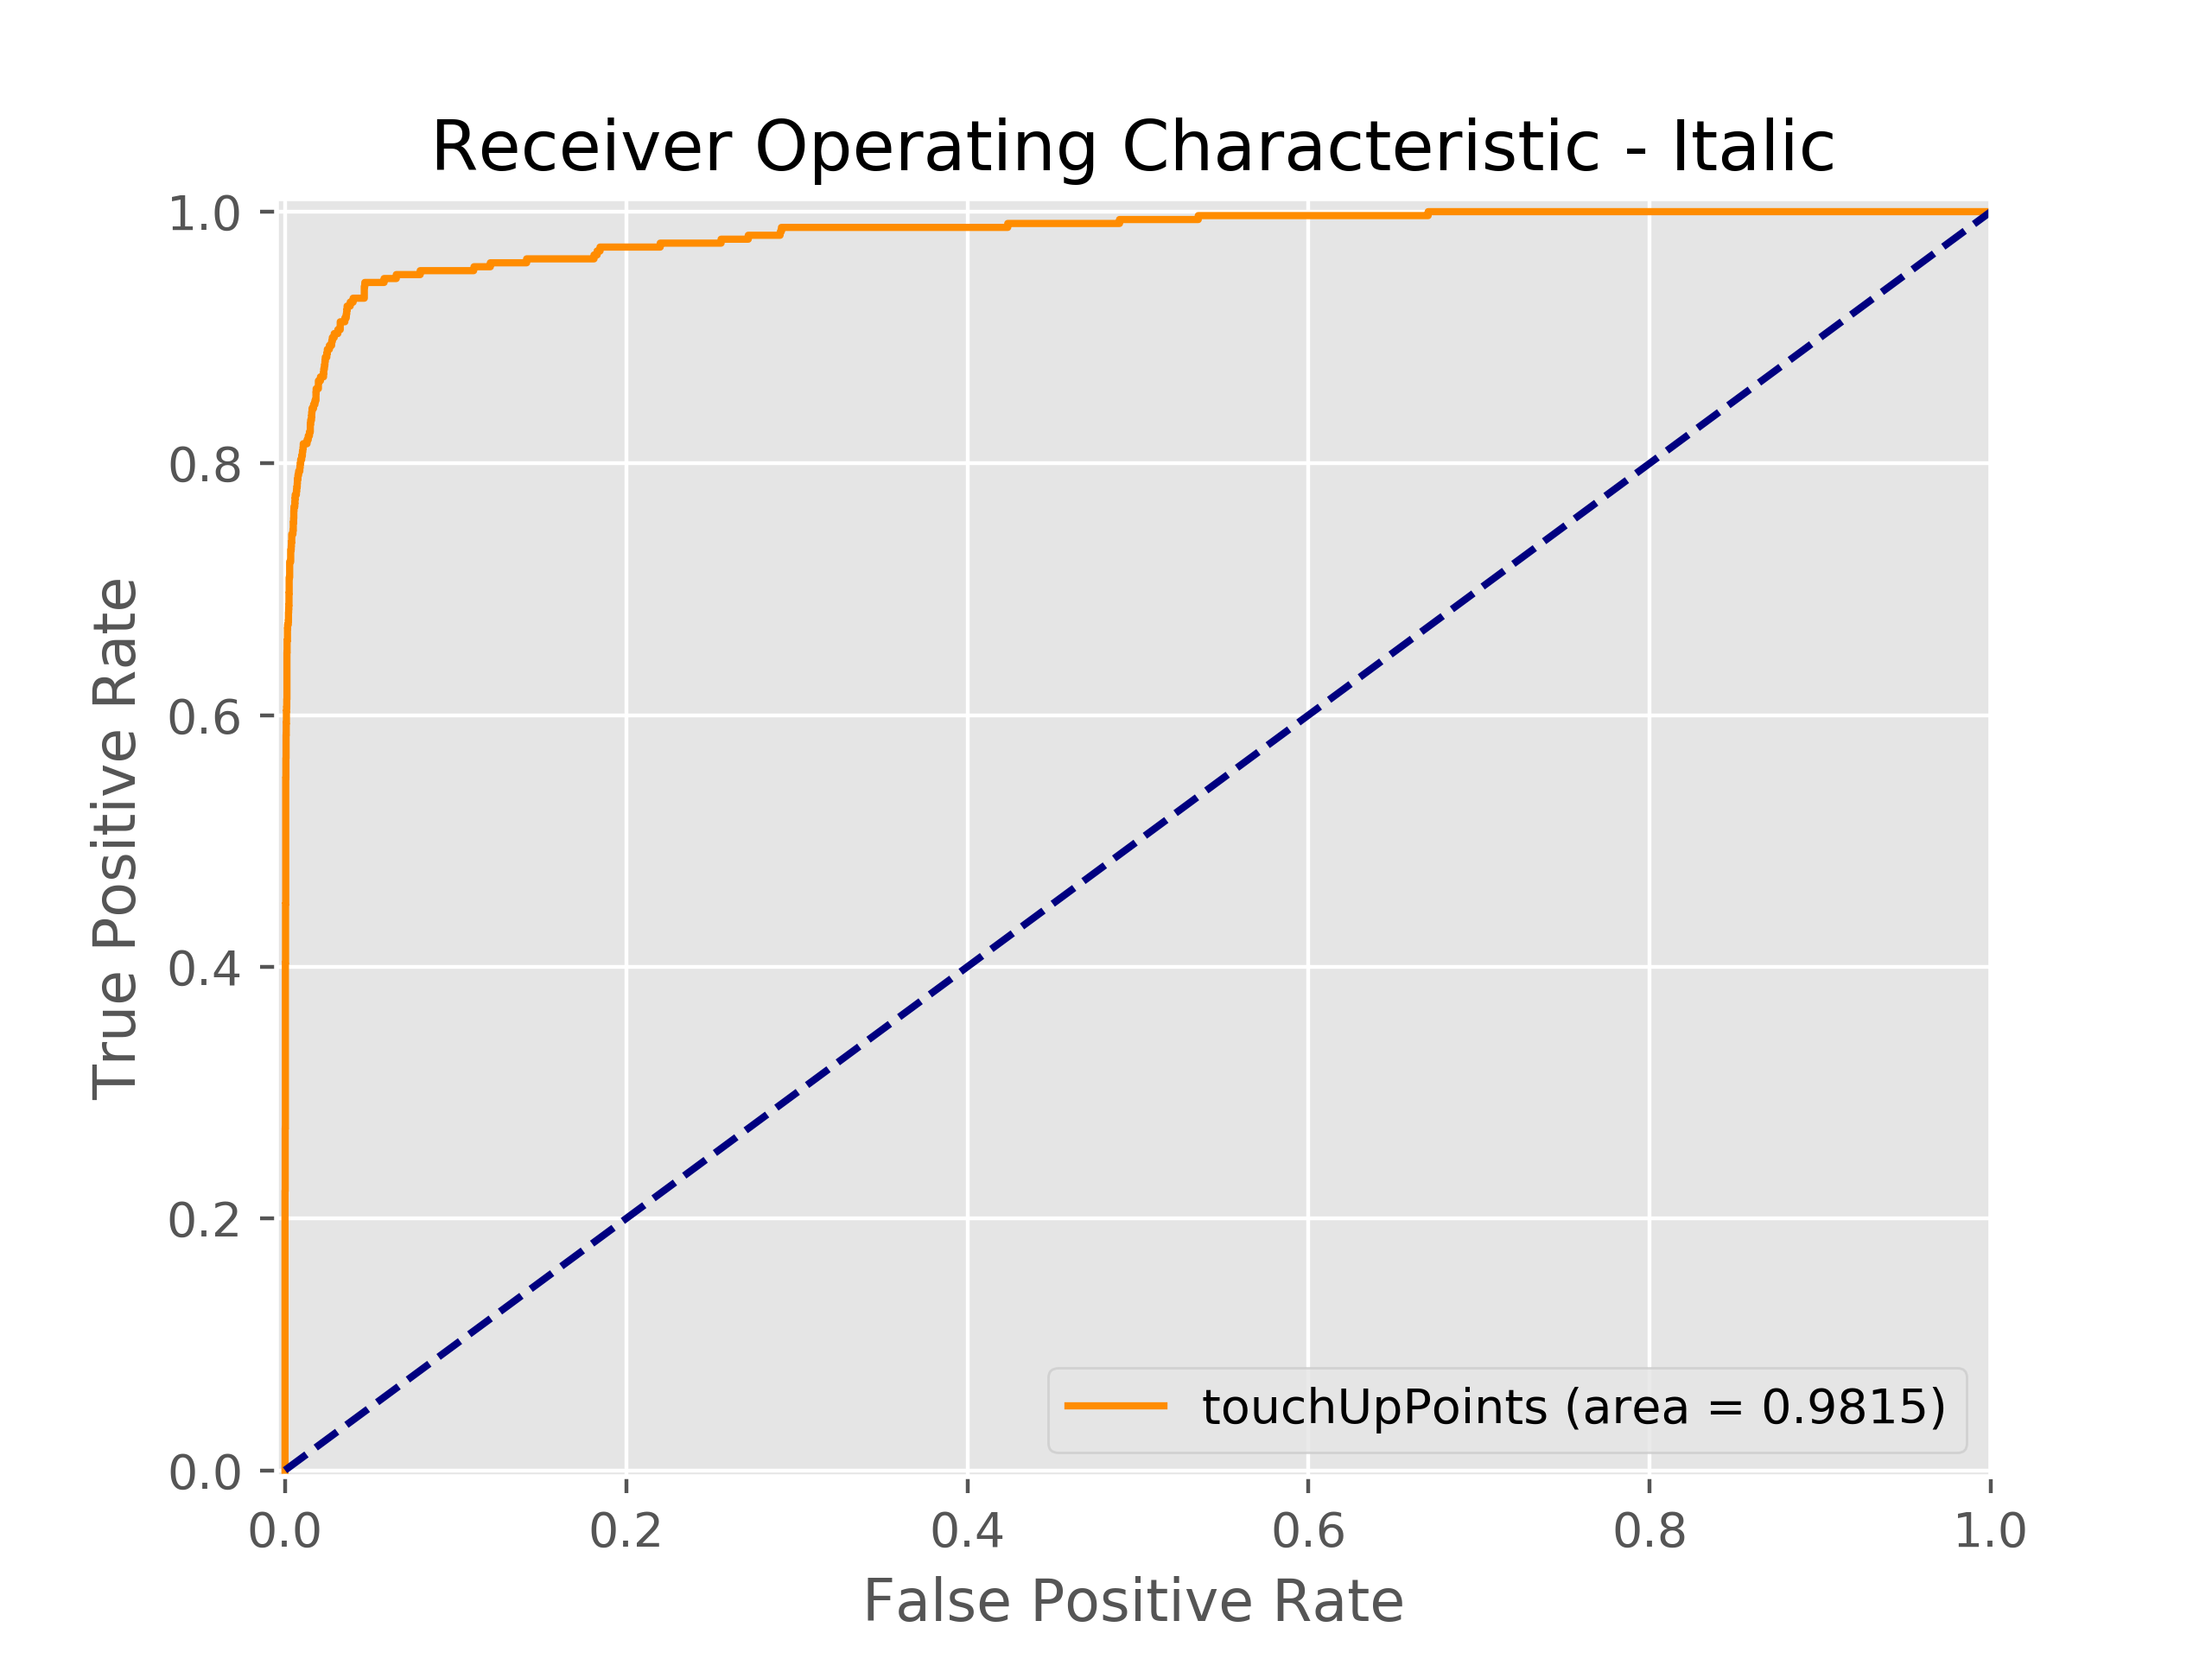 Receiver Operating Characteristic - Italic
True Positive Rate
1.0
0.8
0.6
0.4
0.2
0.0
touchUpPoints (area = 0.9815)
0.0 0.2 0.4 0.6 0.8 1.0
False Positive Rate